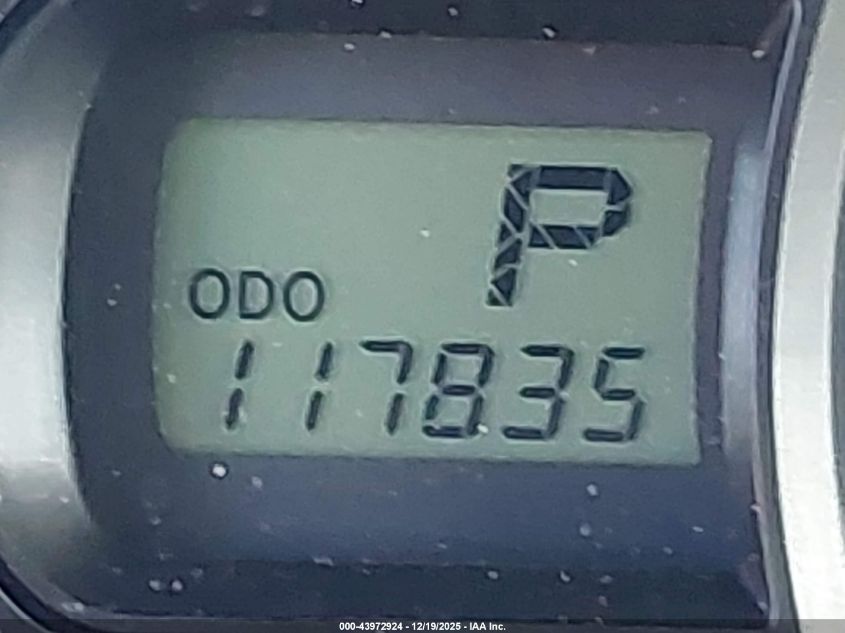 P
ODO
117835
000-43972924 - 12/19/2025 - IAA Inc.